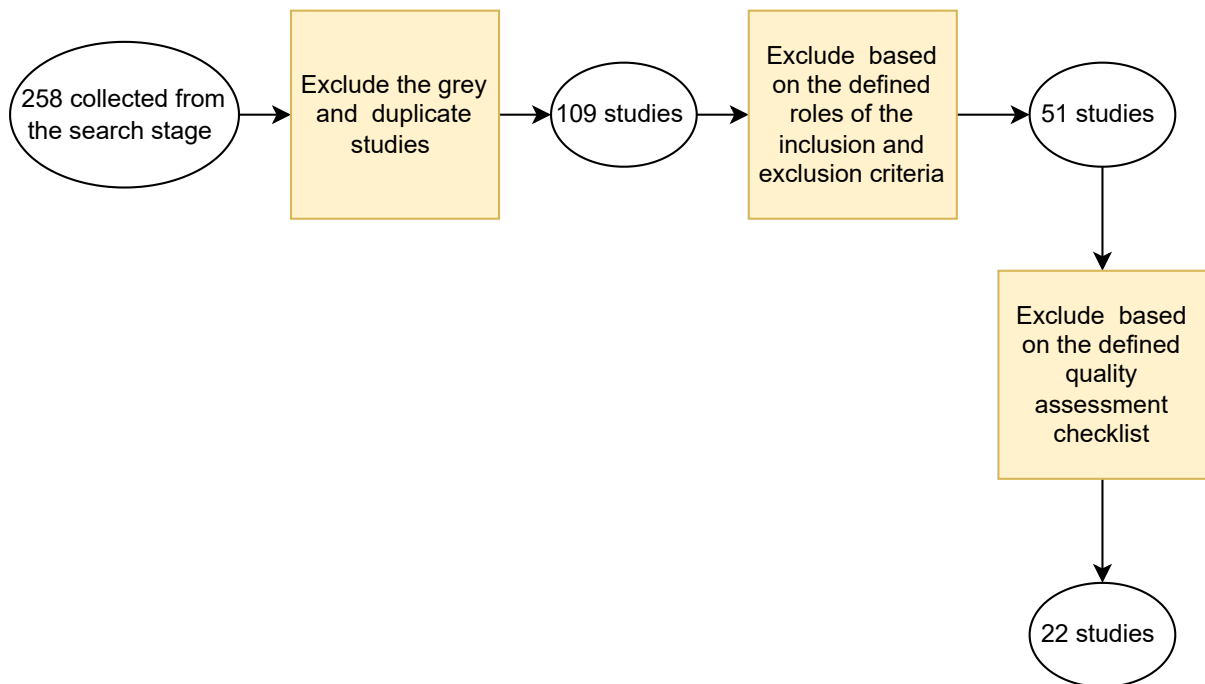 258 collected from
the search stage
Exclude the grey
and duplicate
studies
109 studies
Exclude based
on the defined
roles of the
inclusion and
exclusion criteria
51 studies
Exclude based
on the defined
quality
assessment
checklist
22 studies